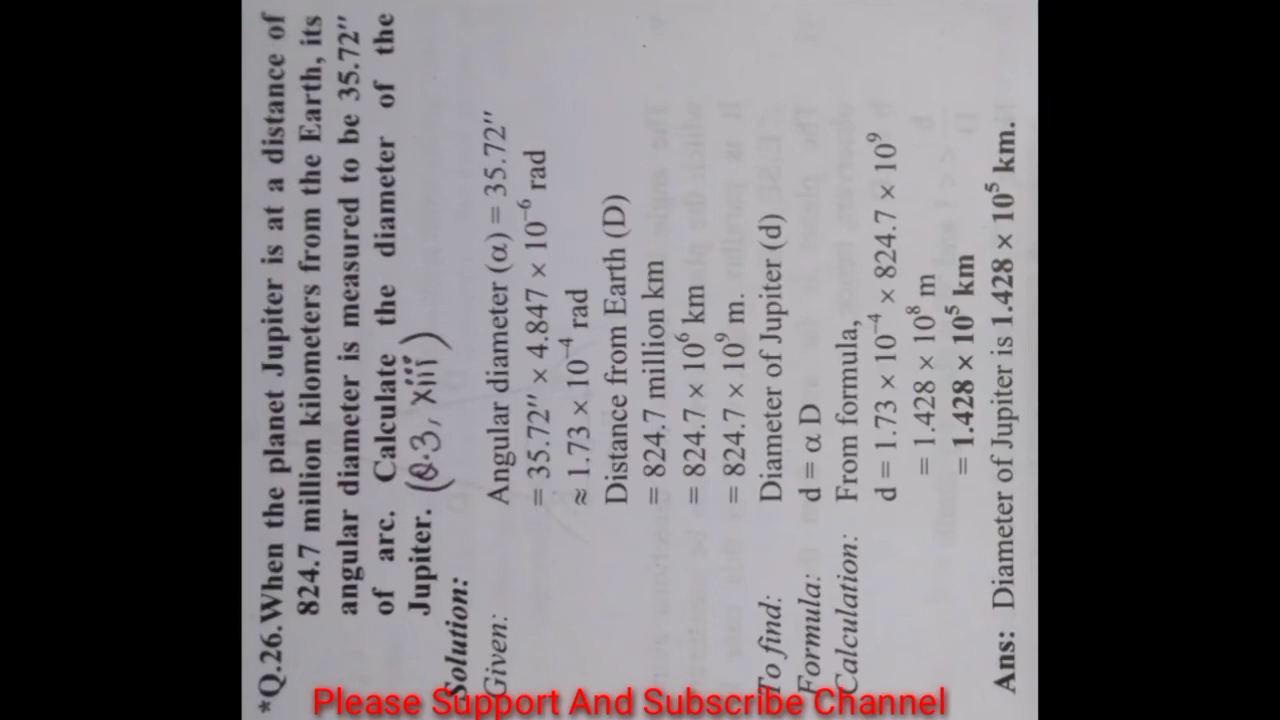 *Q.26.When the planet Jupiter is at a distance of
824.7 million kilometers from the Earth, its
angular diameter is measured to be 35.72"
of arc. Calculate the diameter of the
Jupiter. (Q.3, xiii)
Solution:
Given: Angular diameter (α) = 35.72"
= 35.72" × 4.847 × 10⁻⁶ rad
≈ 1.73 × 10⁻⁴ rad
Distance from Earth (D)
= 824.7 million km
= 824.7 × 10⁶ km
= 824.7 × 10⁹ m.
To find: Diameter of Jupiter (d)
Formula: d = α D
Calculation: From formula,
d = 1.73 × 10⁻⁴ × 824.7 × 10⁹
= 1.428 × 10⁸ m
= 1.428 × 10⁵ km
Ans: Diameter of Jupiter is 1.428 × 10⁵ km.
Please Support And Subscribe Channel